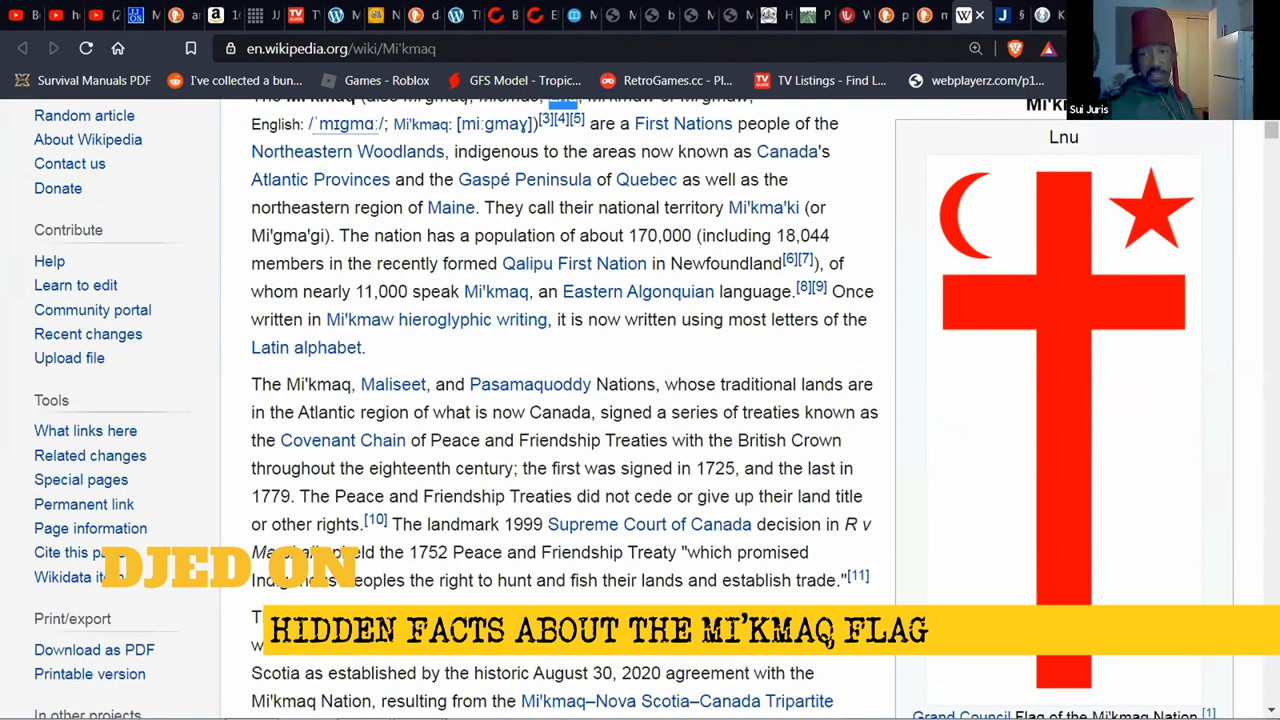 en.wikipedia.org/wiki/Mi'kmaq
Survival Manuals PDF
I've collected a bun...
Games - Roblox
GFS Model - Tropic...
RetroGames.cc - Pl...
TV Listings - Find L...
webplayerz.com/p1...
Sui Juris
Random article
About Wikipedia
Contact us
Donate
Contribute
Help
Learn to edit
Community portal
Recent changes
Upload file
Tools
What links here
Related changes
Special pages
Permanent link
Page information
Cite this
Wikidata
Print/export
Download as PDF
Printable version
In other projects
English: /ˈmɪɡmɑː/; Mi'kmaq: [miːɡmaɣ])[3][4][5] are a First Nations people of the
Northeastern Woodlands, indigenous to the areas now known as Canada's
Atlantic Provinces and the Gaspé Peninsula of Quebec as well as the
northeastern region of Maine. They call their national territory Mi'kma'ki (or
Mi'gma'gi). The nation has a population of about 170,000 (including 18,044
members in the recently formed Qalipu First Nation in Newfoundland[6][7]), of
whom nearly 11,000 speak Mi'kmaq, an Eastern Algonquian language.[8][9] Once
written in Mi'kmaw hieroglyphic writing, it is now written using most letters of the
Latin alphabet.
The Mi'kmaq, Maliseet, and Pasamaquoddy Nations, whose traditional lands are
in the Atlantic region of what is now Canada, signed a series of treaties known as
the Covenant Chain of Peace and Friendship Treaties with the British Crown
throughout the eighteenth century; the first was signed in 1725, and the last in
1779. The Peace and Friendship Treaties did not cede or give up their land title
or other rights.[10] The landmark 1999 Supreme Court of Canada decision in R v
the 1752 Peace and Friendship Treaty "which promised
peoples the right to hunt and fish their lands and establish trade."[11]
Scotia as established by the historic August 30, 2020 agreement with the
Mi'kmaq Nation, resulting from the Mi'kmaq–Nova Scotia–Canada Tripartite
Lnu
Grand Council Flag of the Mi'kmaq Nation.[1]
DJED ON
HIDDEN FACTS ABOUT THE MI'KMAQ FLAG